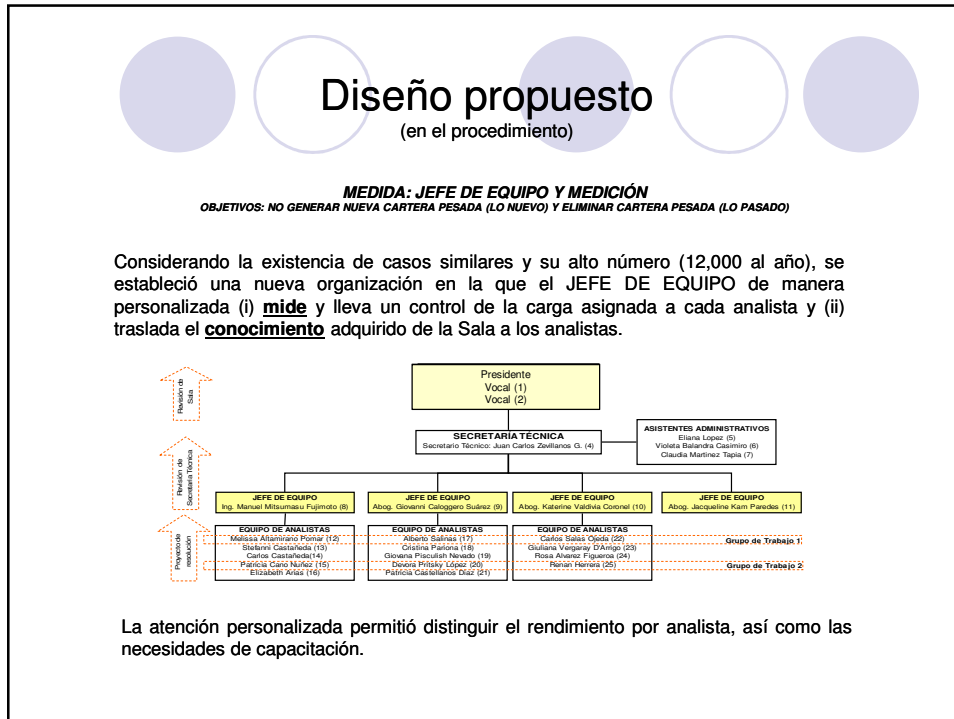 Diseño propuesto
(en el procedimiento)
MEDIDA: JEFE DE EQUIPO Y MEDICIÓN
OBJETIVOS: NO GENERAR NUEVA CARTERA PESADA (LO NUEVO) Y ELIMINAR CARTERA PESADA (LO PASADO)
Considerando la existencia de casos similares y su alto número (12,000 al año), se
estableció una nueva organización en la que el JEFE DE EQUIPO de manera
personalizada (i) mide y lleva un control de la carga asignada a cada analista y (ii)
traslada el conocimiento adquirido de la Sala a los analistas.
Revisión de
Sala
Presidente
Vocal (1)
Vocal (2)
Revisión de
Secretaría Técnica
SECRETARÍA TÉCNICA
Secretario Técnico: Juan Carlos Zevillanos G. (4)
ASISTENTES ADMINISTRATIVOS
Eliana Lopez (5)
Violeta Balandra Casimiro (6)
Claudia Martinez Tapia (7)
JEFE DE EQUIPO
Ing. Manuel Mitsumasu Fujimoto (8)
JEFE DE EQUIPO
Abog. Giovanni Caloggero Suárez (9)
JEFE DE EQUIPO
Abog. Katerine Valdivia Coronel (10)
JEFE DE EQUIPO
Abog. Jacqueline Kam Paredes (11)
Proyecto de
resolución
EQUIPO DE ANALISTAS
Melissa Altamirano Pomar (12)
Stefanni Castañeda (13)
Carlos Castañeda(14)
Patricia Cano Nuñez (15)
Elizabeth Arias (16)
EQUIPO DE ANALISTAS
Alberto Salinas (17)
Cristina Pariona (18)
Giovana Pisculish Nevado (19)
Devora Pritsky López (20)
Patricia Castellanos Díaz (21)
EQUIPO DE ANALISTAS
Carlos Salas Ojeda (22)
Giuliana Vergaray D'Arrigo (23)
Rosa Alvarez Figueroa (24)
Renan Herrera (25)
Grupo de Trabajo 1
Grupo de Trabajo 2
La atención personalizada permitió distinguir el rendimiento por analista, así como las
necesidades de capacitación.